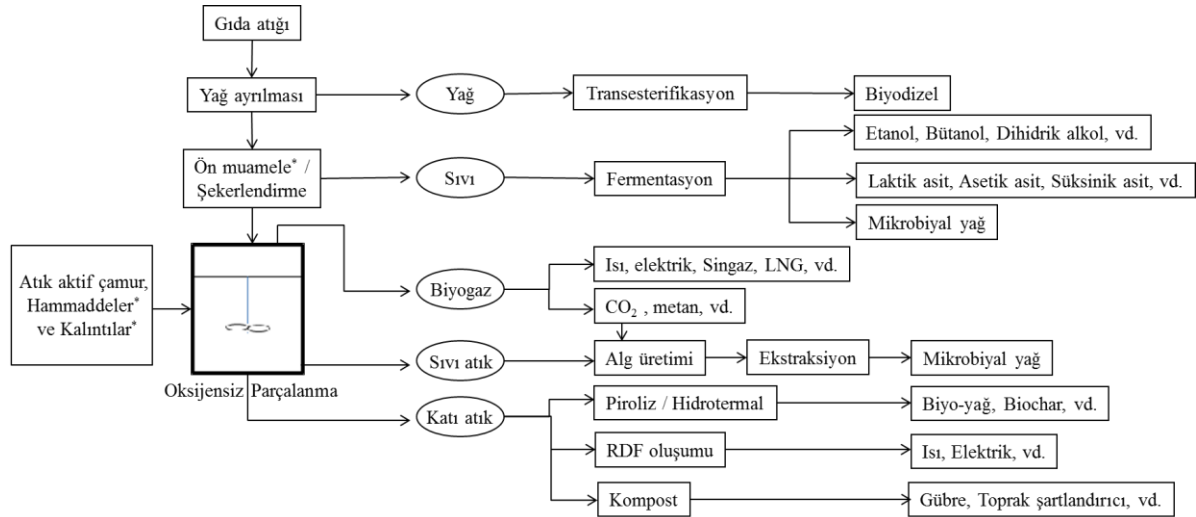 Gıda atığı
Yağ ayrılması
Yağ
Transesterifikasyon
Biyodizel
Ön muamele* /
Şekerlendirme
Sıvı
Fermentasyon
Etanol, Bütanol, Dihidrik alkol, vd.
Laktik asit, Asetik asit, Süksinik asit, vd.
Mikrobiyal yağ
Atık aktif çamur,
Hammaddeler*
ve Kalıntılar*
Oksijensiz Parçalanma
Biyogaz
Isı, elektrik, Singaz, LNG, vd.
CO₂ , metan, vd.
Sıvı atık
Alg üretimi
Ekstraksiyon
Mikrobiyal yağ
Katı atık
Piroliz / Hidrotermal
Biyo-yağ, Biochar, vd.
RDF oluşumu
Isı, Elektrik, vd.
Kompost
Gübre, Toprak şartlandırıcı, vd.